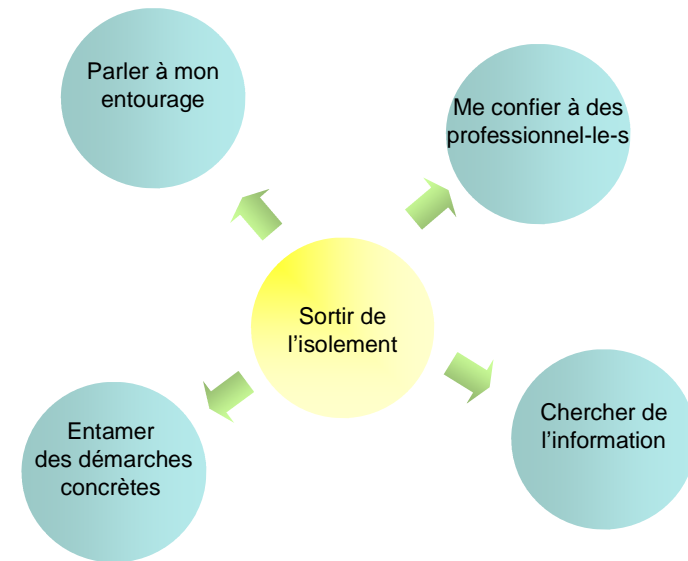 Parler à mon
entourage
Me confier à des
professionnel-le-s
Sortir de
l’isolement
Entamer
des démarches
concrètes
Chercher de
l’information